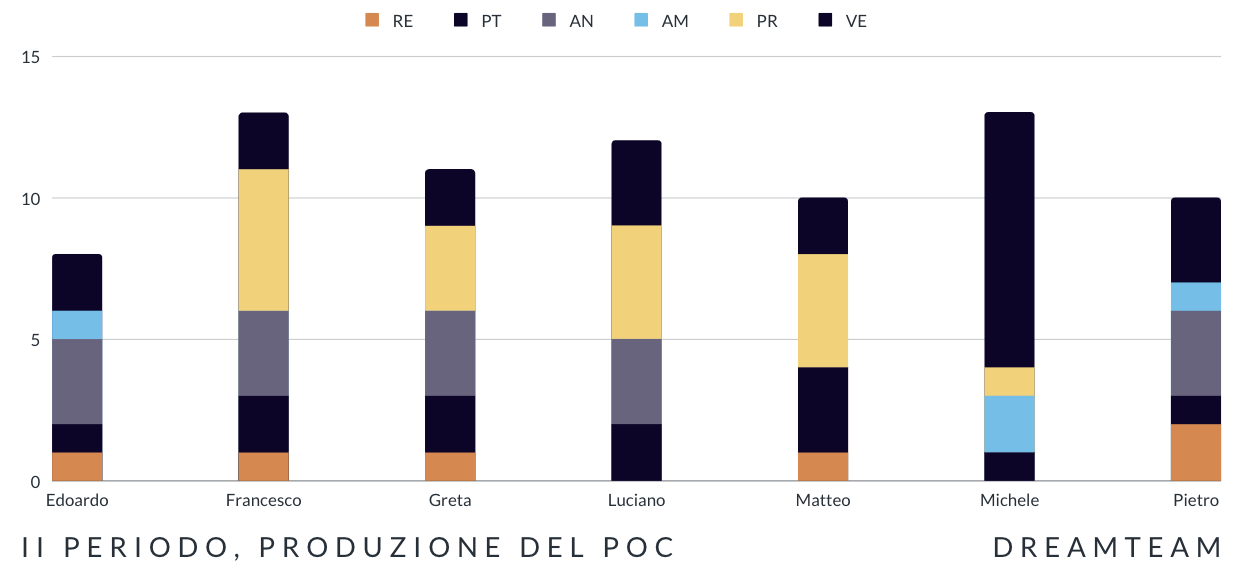 RE PT AN AM PR VE
15
10
5
0
Edoardo Francesco Greta Luciano Matteo Michele Pietro
II PERIODO, PRODUZIONE DEL POC DREAMTEAM